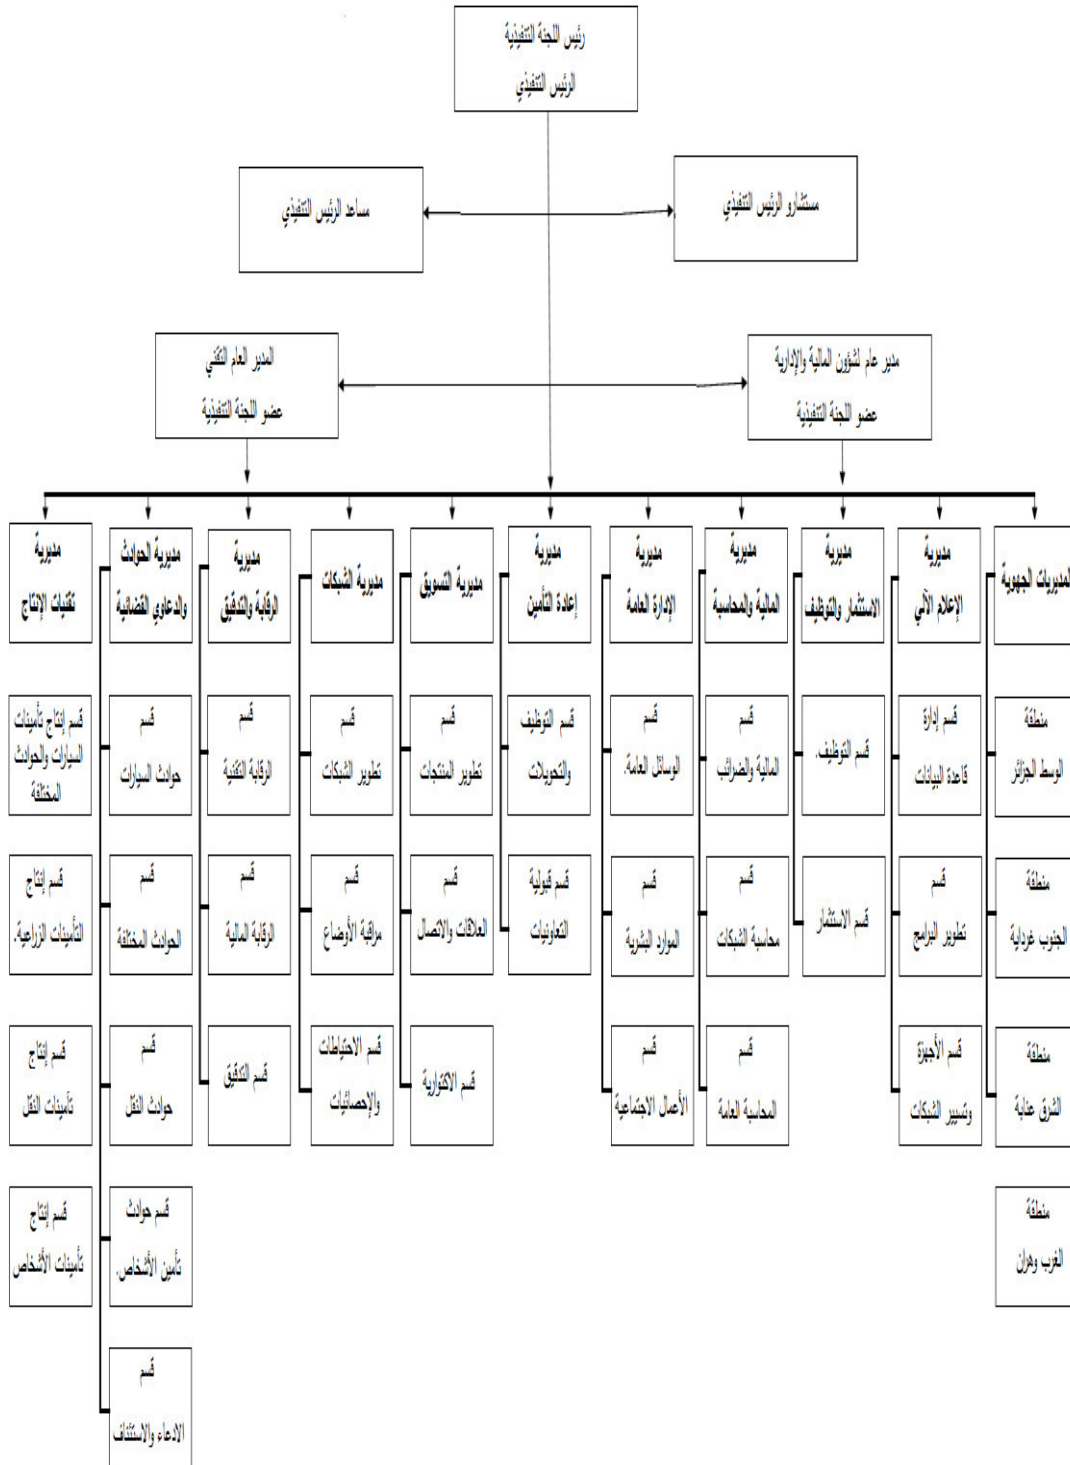 رئيس اللجنة التنفيذية
الرئيس التنفيذي
مستشارو الرئيس التنفيذي
مساعد الرئيس التنفيذي
مدير عام لشؤون المالية والإدارية
عضو اللجنة التنفيذية
المدير العام التقني
عضو اللجنة التنفيذية
المديريات الجهوية
منطقة
الوسط الجزائر
منطقة
الجنوب غرداية
منطقة
الشرق عنابة
منطقة
الغرب وهران
مديرية
الإعلام الآلي
قسم إدارة
قاعدة البيانات
قسم
تطوير البرامج
قسم الأجهزة
وتسيير الشبكات
مديرية
الاستثمار والتوظيف
قسم التوظيف.
قسم الاستثمار
مديرية
المالية والمحاسبة
قسم
المالية والضرائب
قسم
محاسبة الشبكات
قسم
المحاسبة العامة
مديرية
الإدارة العامة
قسم
الوسائل العامة.
قسم
الموارد البشرية
قسم
الأعمال الاجتماعية
مديرية
إعادة التأمين
قسم التوظيف
والتحويلات
قسم قبولية
التعاونيات
مديرية التسويق
قسم
تطوير المنتجات
قسم
العلاقات والاتصال
قسم الاكتوارية
مديرية الشبكات
قسم
تطوير الشبكات
قسم
مراقبة الأوضاع
قسم الاحتياطات
والإحصائيات
مديرية
الرقابة والتدقيق
قسم
الرقابة التقنية
قسم
الرقابة المالية
قسم التدقيق
مديرية الحوادث
والدعاوي القضائية
قسم
حوادث السيارات
قسم
الحوادث المختلفة
قسم
حوادث النقل
قسم حوادث
تأمين الأشخاص.
قسم
الادعاء والاستئناف
مديرية
تقنيات الإنتاج
قسم إنتاج تأمينات
السيارات والحوادث
المختلفة
قسم إنتاج
التأمينات الزراعية.
قسم إنتاج
تأمينات النقل
قسم إنتاج
تأمينات الأشخاص